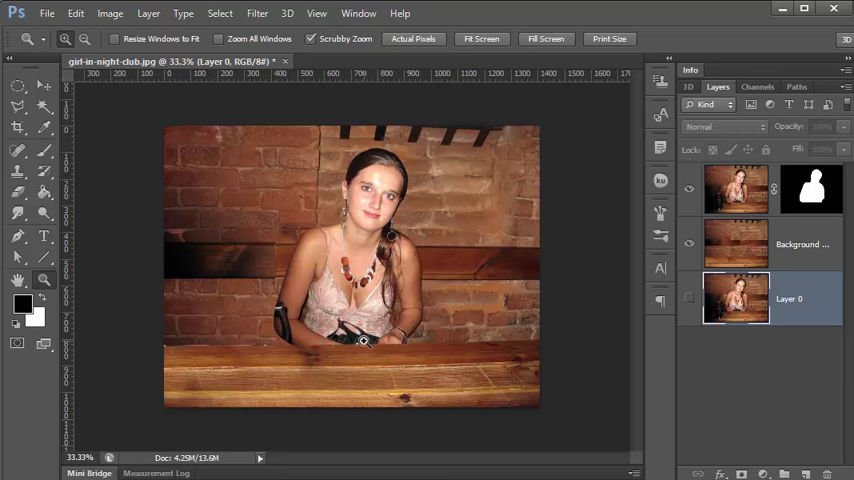 Ps File Edit Image Layer Type Select Filter 3D View Window Help
Resize Windows to Fit Zoom All Windows Scrubby Zoom Actual Pixels Fit Screen Fill Screen Print Size 3D
girl-in-night-club.jpg @ 33.3% (Layer 0, RGB/8#) * ×
Info
3D Layers Channels Paths
Kind
Normal Opacity: 100%
Lock: Fill: 100%
Background ...
Layer 0
33.33% Doc: 4.25M/13.6M
Mini Bridge Measurement Log